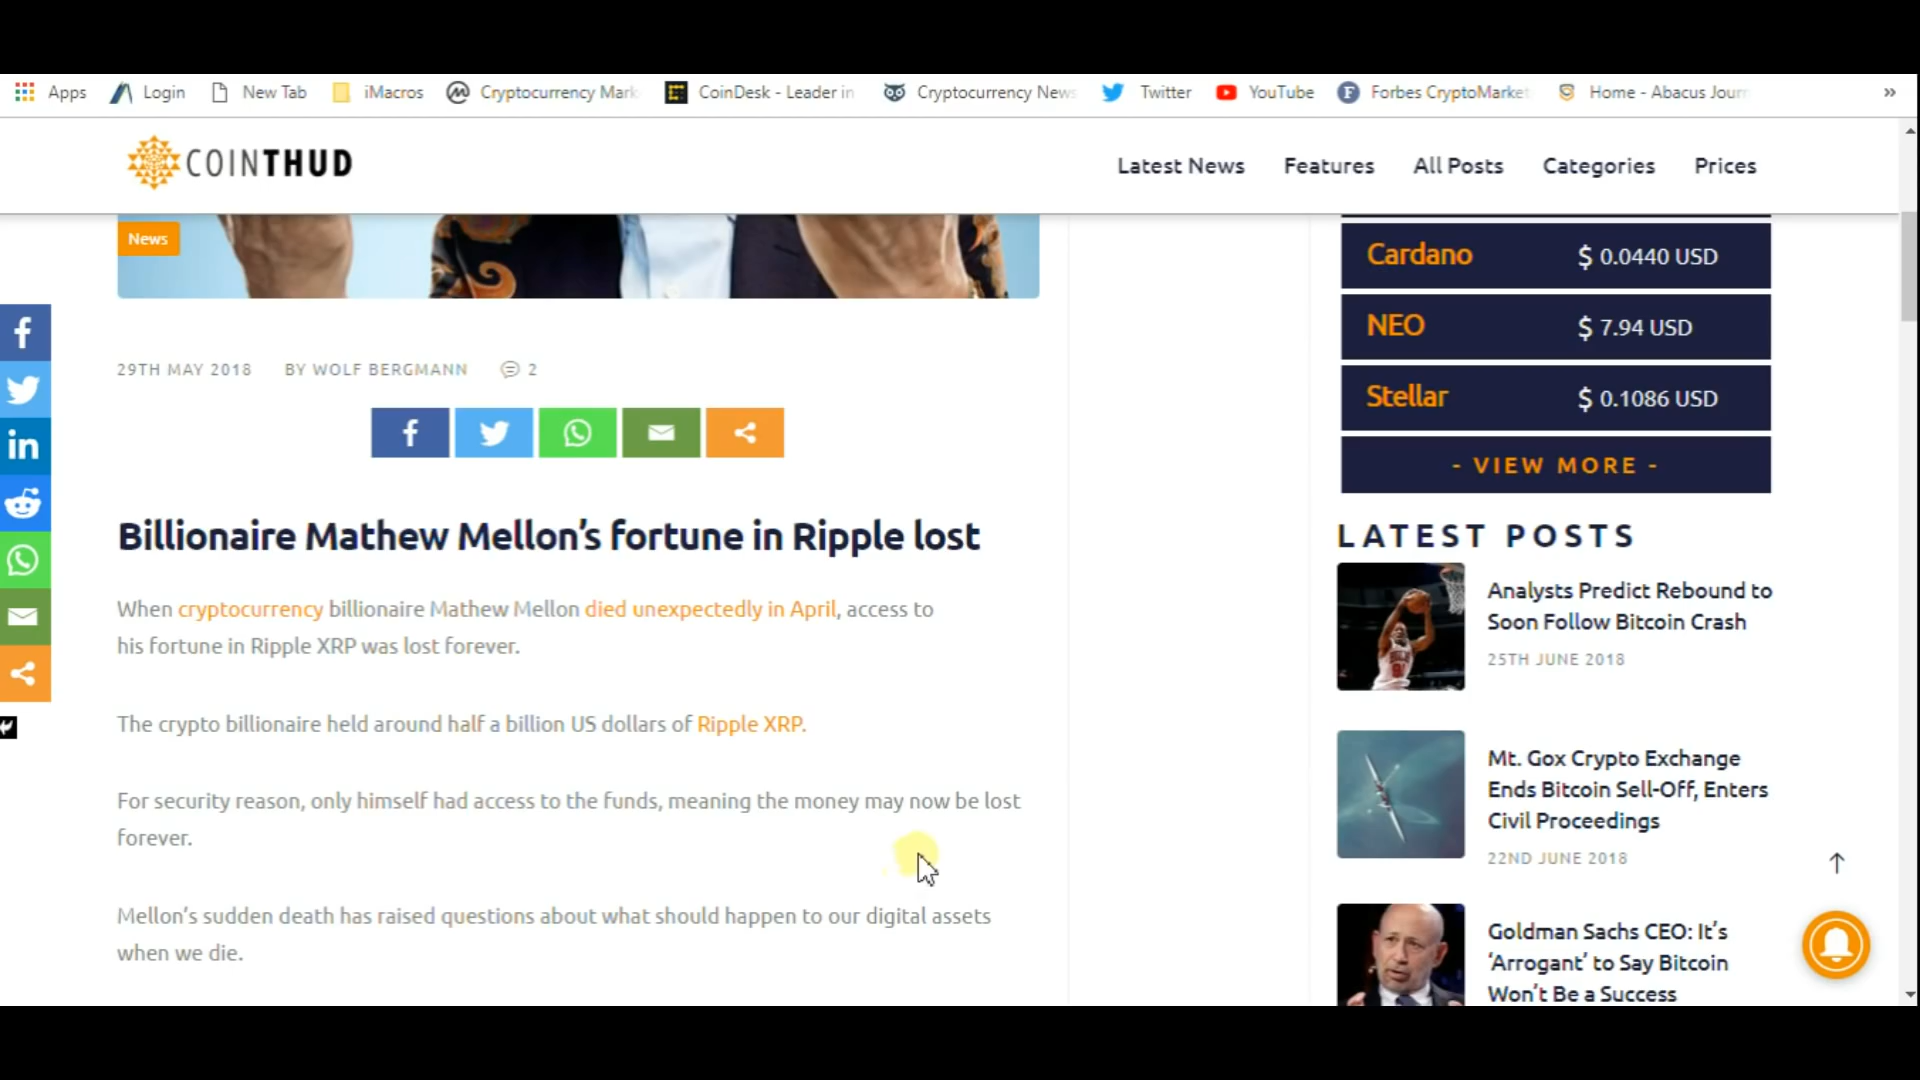 Apps Login New Tab iMacros Cryptocurrency Mark CoinDesk - Leader in Cryptocurrency News Twitter YouTube Forbes CryptoMarket Home - Abacus Journ »
COINTHUD
Latest News Features All Posts Categories Prices
News
29TH MAY 2018 BY WOLF BERGMANN 2
Billionaire Mathew Mellon's fortune in Ripple lost
When cryptocurrency billionaire Mathew Mellon died unexpectedly in April, access to
his fortune in Ripple XRP was lost forever.
The crypto billionaire held around half a billion US dollars of Ripple XRP.
For security reason, only himself had access to the funds, meaning the money may now be lost
forever.
Mellon's sudden death has raised questions about what should happen to our digital assets
when we die.
Cardano $ 0.0440 USD
NEO $ 7.94 USD
Stellar $ 0.1086 USD
- VIEW MORE -
LATEST POSTS
Analysts Predict Rebound to
Soon Follow Bitcoin Crash
25TH JUNE 2018
Mt. Gox Crypto Exchange
Ends Bitcoin Sell-Off, Enters
Civil Proceedings
22ND JUNE 2018
Goldman Sachs CEO: It's
'Arrogant' to Say Bitcoin
Won't Be a Success